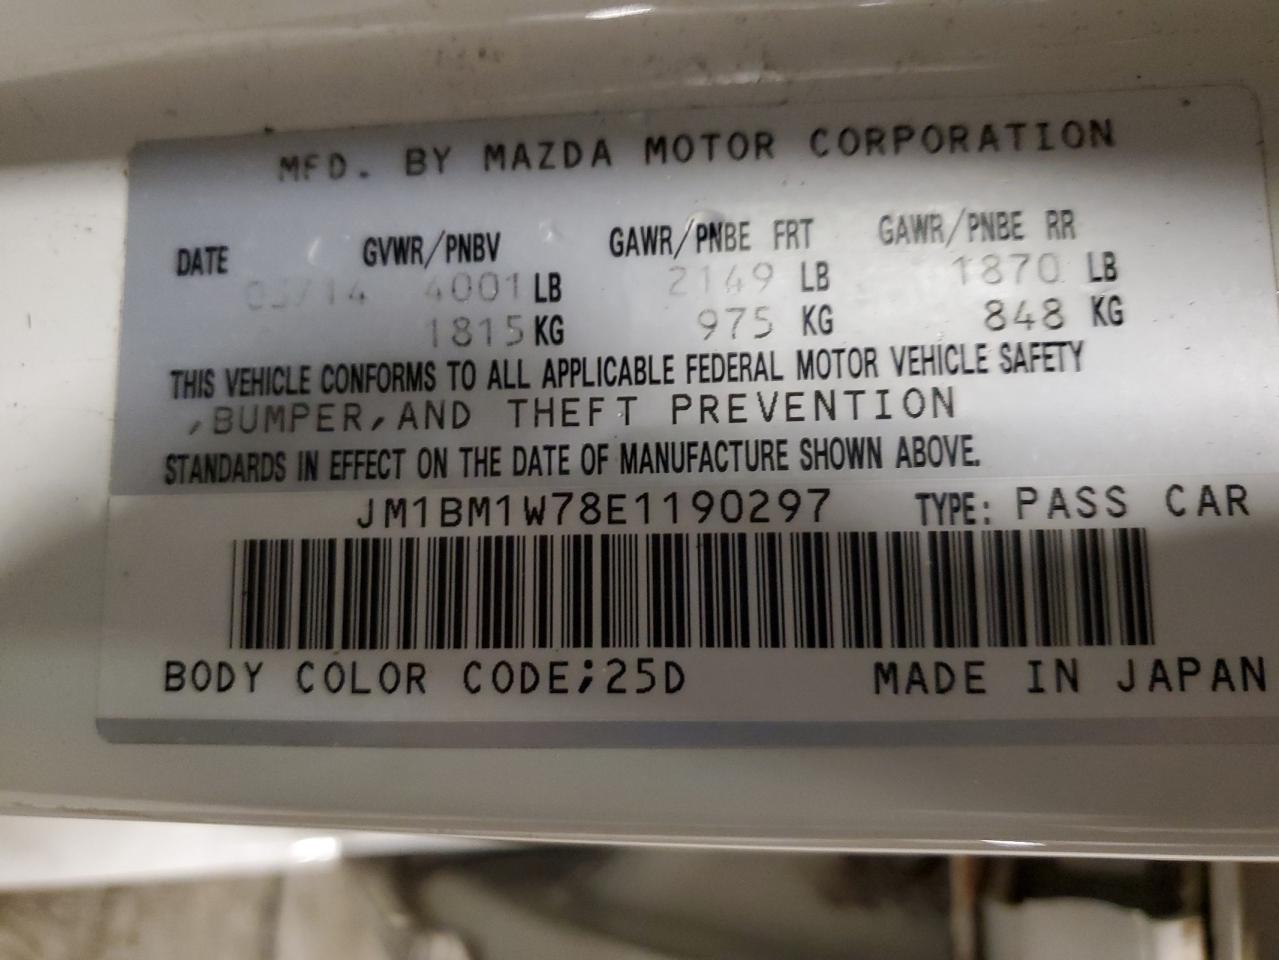 MFD. BY MAZDA MOTOR CORPORATION
DATE GVWR/PNBV GAWR/PNBE FRT GAWR/PNBE RR
4001 LB 2149 LB 1870 LB
1815 KG 975 KG 848 KG
THIS VEHICLE CONFORMS TO ALL APPLICABLE FEDERAL MOTOR VEHICLE SAFETY
,BUMPER,AND THEFT PREVENTION
STANDARDS IN EFFECT ON THE DATE OF MANUFACTURE SHOWN ABOVE.
JM1BM1W78E1190297 TYPE: PASS CAR
BODY COLOR CODE;25D MADE IN JAPAN